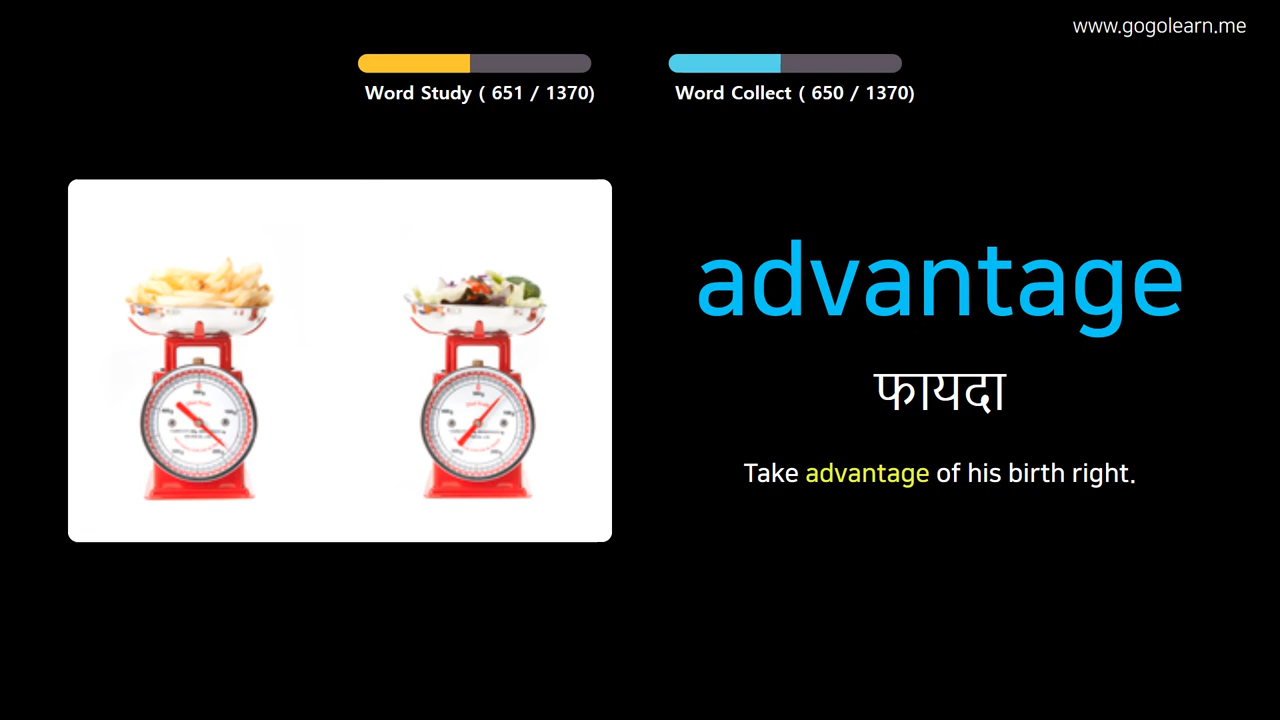 www.gogolearn.me
Word Study ( 651 / 1370)
Word Collect ( 650 / 1370)
advantage
फायदा
Take advantage of his birth right.